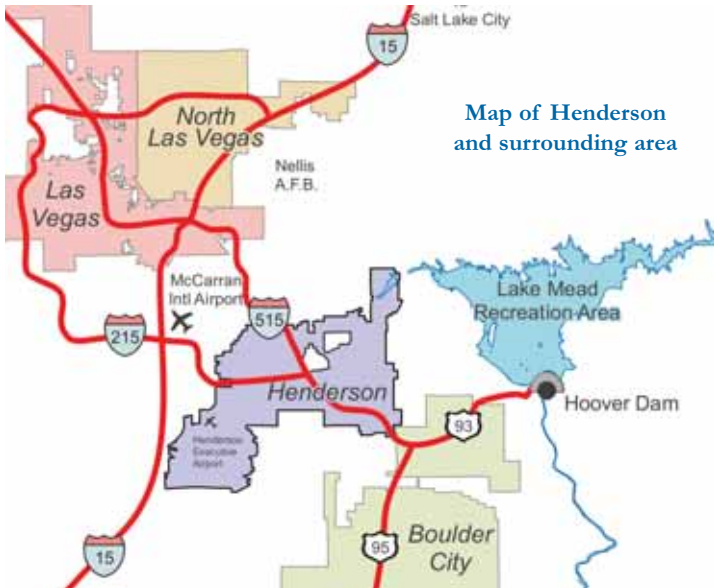 Salt Lake City
15
Map of Henderson
and surrounding area
North
Las Vegas
Nellis
A.F.B.
Las
Vegas
McCarran
Intl Airport
Lake Mead
Recreation Area
515
215
Henderson
Hoover Dam
93
Henderson
Executive
Airport
Boulder
City
95
15